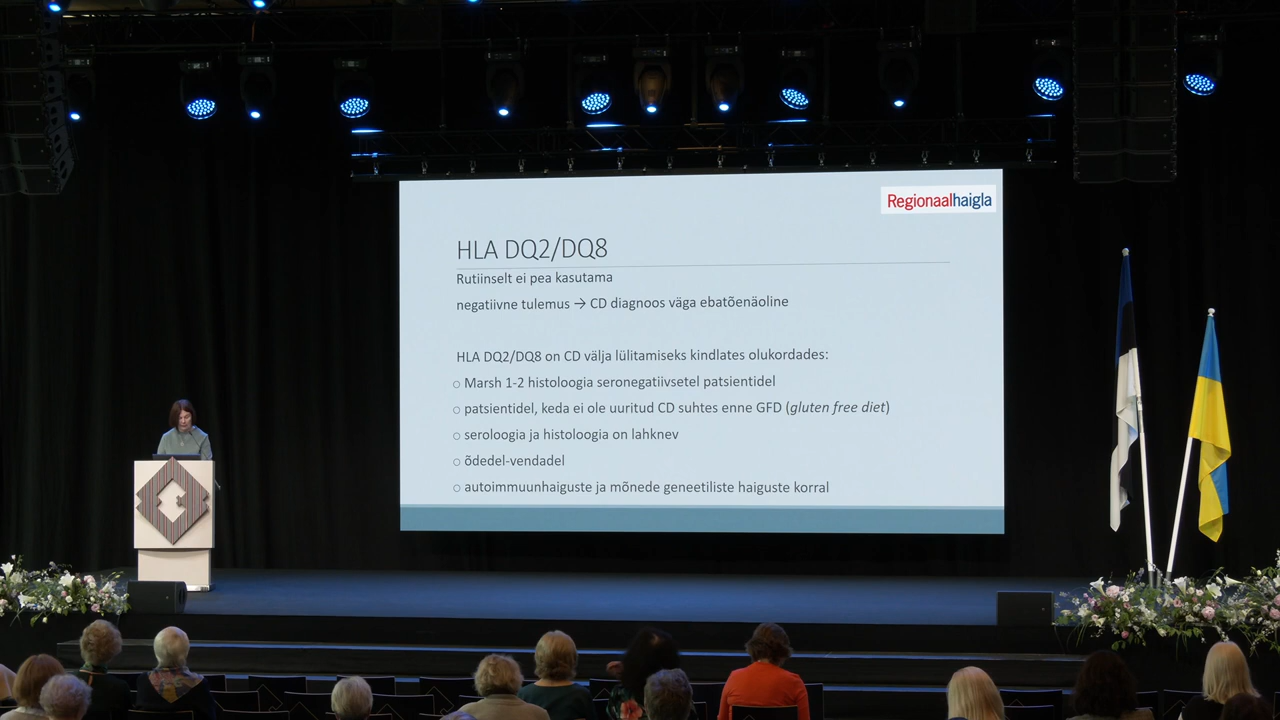 Regionaalhaigla
HLA DQ2/DQ8
Rutiinselt ei pea kasutama
negatiivne tulemus → CD diagnoos väga ebatõenäoline
HLA DQ2/DQ8 on CD välja lülitamiseks kindlates olukordades:
○ Marsh 1-2 histoloogia seronegatiivsetel patsientidel
○ patsientidel, keda ei ole uuritud CD suhtes enne GFD (gluten free diet)
○ seroloogia ja histoloogia on lahknev
○ õdedel-vendadel
○ autoimmuunhaiguste ja mõnede geneetiliste haiguste korral